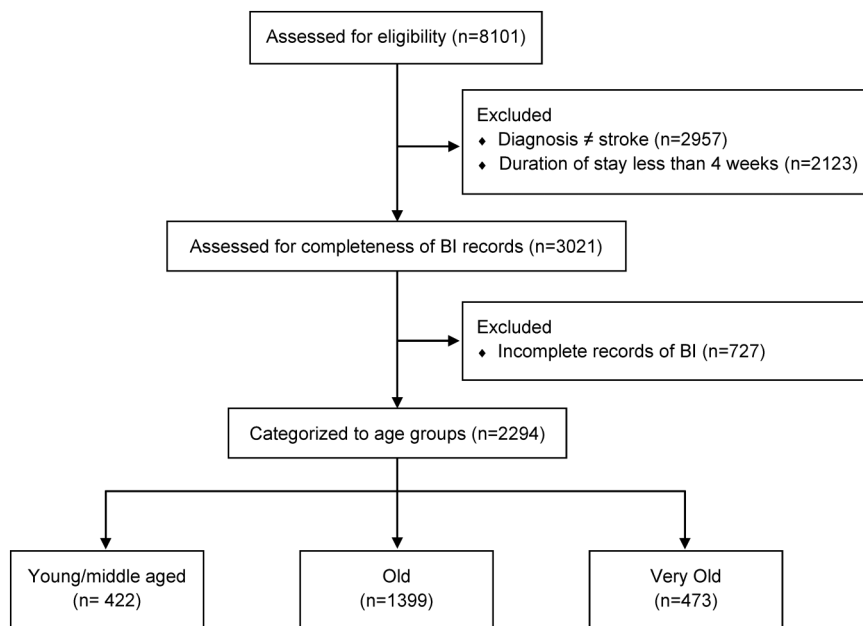 Assessed for eligibility (n=8101)
Excluded
⬧ Diagnosis ≠ stroke (n=2957)
⬧ Duration of stay less than 4 weeks (n=2123)
Assessed for completeness of BI records (n=3021)
Excluded
⬧ Incomplete records of BI (n=727)
Categorized to age groups (n=2294)
Young/middle aged
(n= 422)
Old
(n=1399)
Very Old
(n=473)